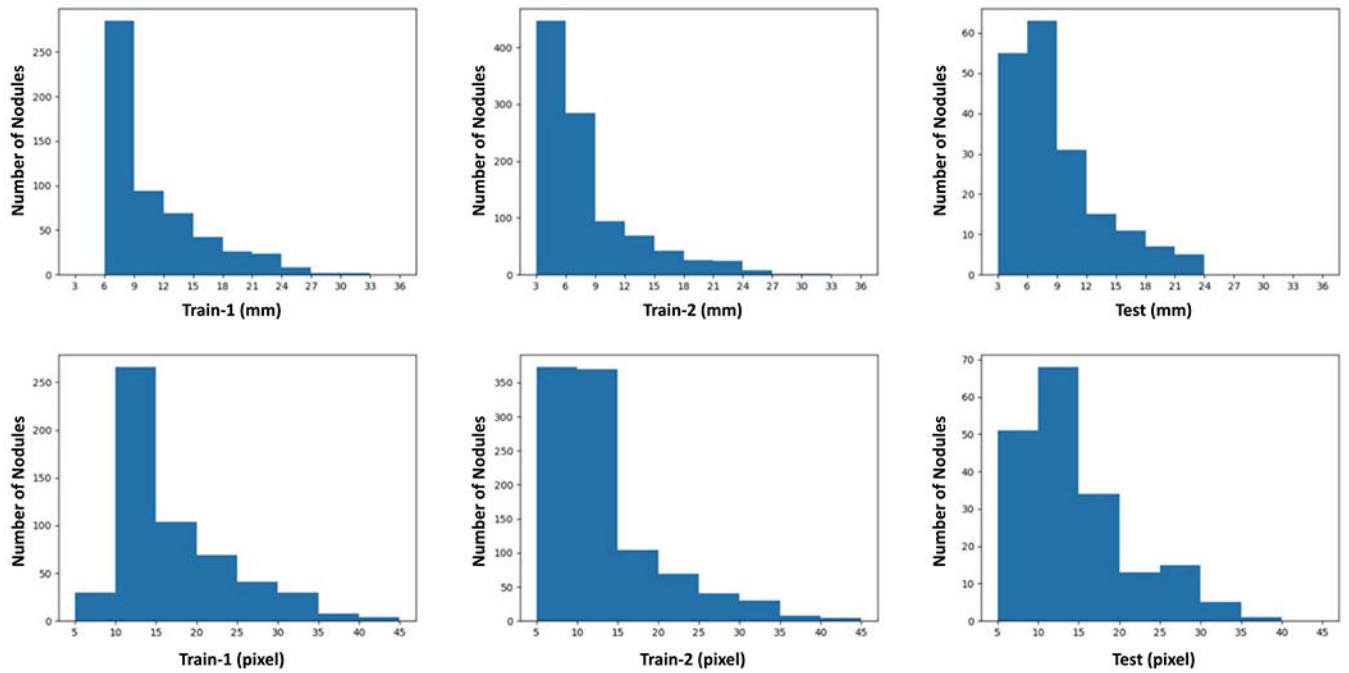 Number of Nodules
250
200
150
100
50
0
3 6 9 12 15 18 21 24 27 30 33 36
Train-1 (mm)
Number of Nodules
400
300
200
100
0
3 6 9 12 15 18 21 24 27 30 33 36
Train-2 (mm)
Number of Nodules
60
50
40
30
20
10
0
3 6 9 12 15 18 21 24 27 30 33 36
Test (mm)
Number of Nodules
250
200
150
100
50
0
5 10 15 20 25 30 35 40 45
Train-1 (pixel)
Number of Nodules
350
300
250
200
150
100
50
0
5 10 15 20 25 30 35 40 45
Train-2 (pixel)
Number of Nodules
70
60
50
40
30
20
10
0
5 10 15 20 25 30 35 40 45
Test (pixel)